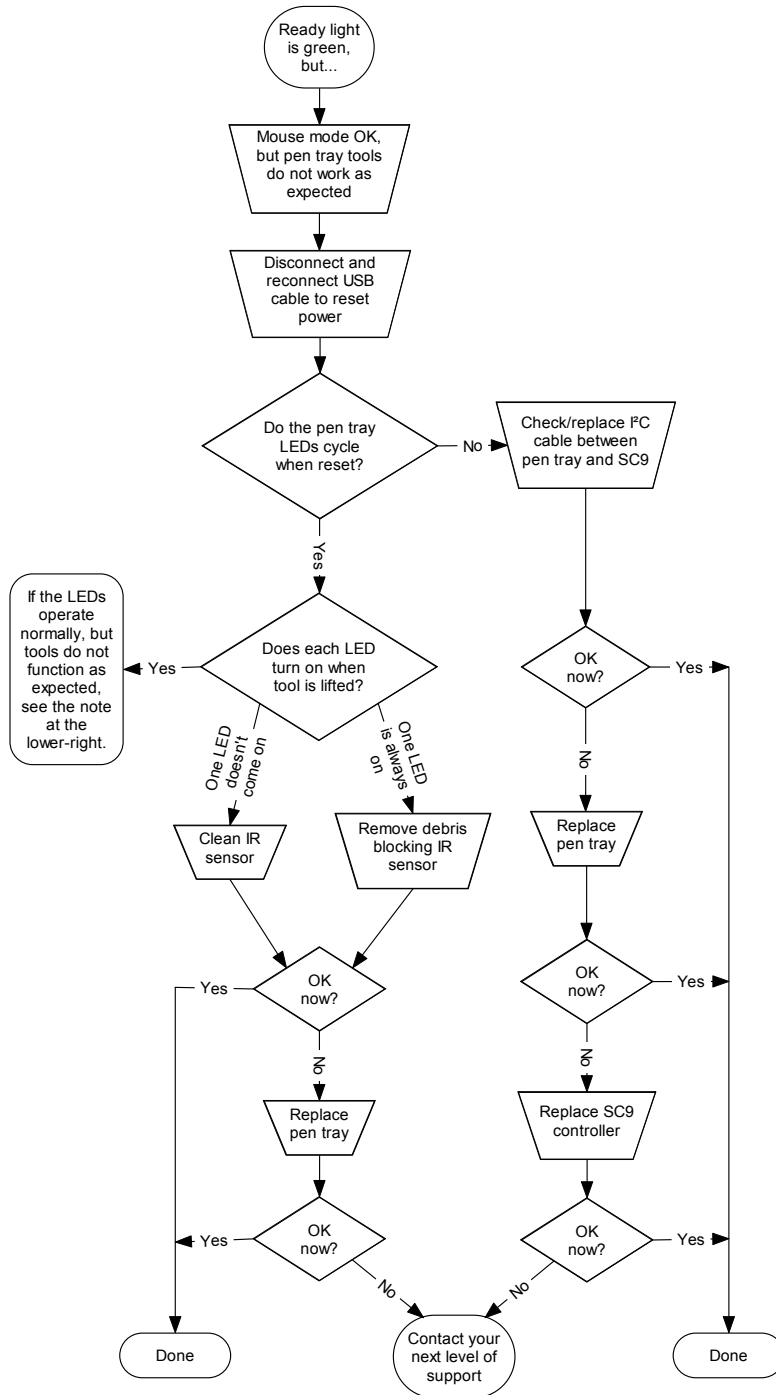 Ready light
is green,
but...
Mouse mode OK,
but pen tray tools
do not work as
expected
Disconnect and
reconnect USB
cable to reset
power
Do the pen tray
LEDs cycle
when reset?
No
Check/replace I²C
cable between
pen tray and SC9
Yes
If the LEDs
operate
normally, but
tools do not
function as
expected,
see the note
at the
lower-right.
Yes
Does each LED
turn on when
tool is lifted?
OK
now?
Yes
One LED
doesn't
come on
One LED
is always
on
No
Clean IR
sensor
Remove debris
blocking IR
sensor
Replace
pen tray
Yes
OK
now?
OK
now?
Yes
No
No
Replace
pen tray
Replace SC9
controller
Yes
OK
now?
OK
now?
Yes
No
No
Done
Contact your
next level of
support
Done